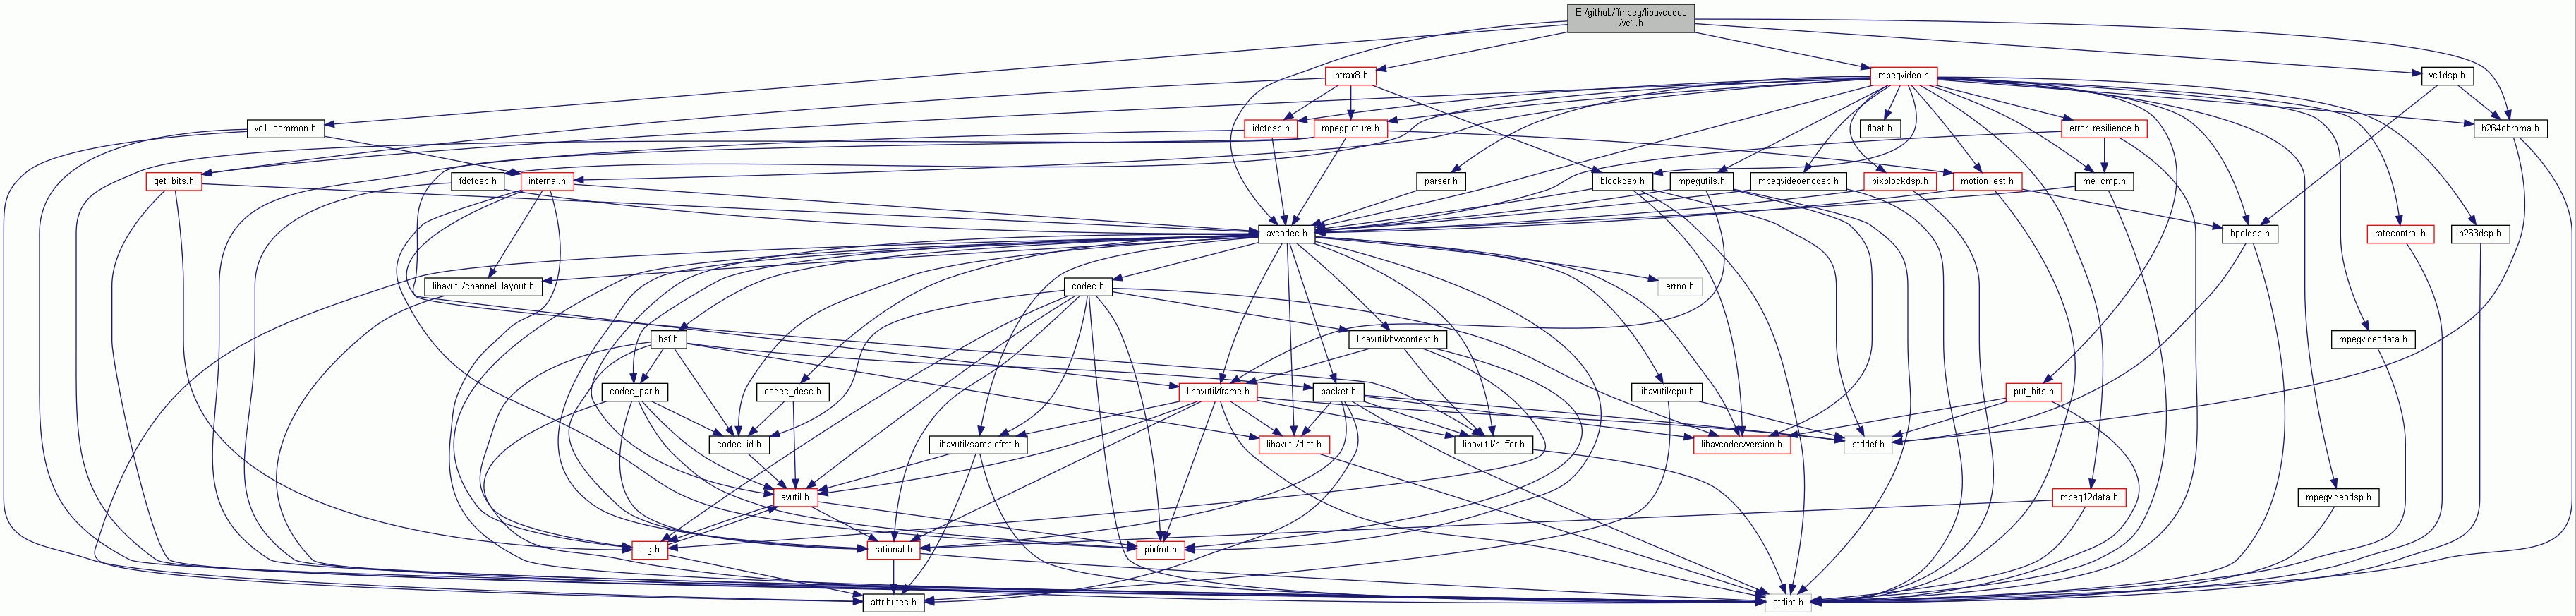 E:/github/ffmpeg/libavcodec
/vc1.h
intrax8.h
mpegvideo.h
vc1dsp.h
vc1_common.h
idctdsp.h
mpegpicture.h
float.h
error_resilience.h
h264chroma.h
get_bits.h
fdctdsp.h
internal.h
parser.h
blockdsp.h
mpegutils.h
mpegvideoencdsp.h
pixblockdsp.h
motion_est.h
me_cmp.h
avcodec.h
hpeldsp.h
ratecontrol.h
h263dsp.h
libavutil/channel_layout.h
codec.h
errno.h
bsf.h
libavutil/hwcontext.h
mpegvideodata.h
codec_par.h
codec_desc.h
libavutil/frame.h
packet.h
libavutil/cpu.h
put_bits.h
codec_id.h
libavutil/samplefmt.h
libavutil/dict.h
libavutil/buffer.h
libavcodec/version.h
stddef.h
avutil.h
mpeg12data.h
mpegvideodsp.h
log.h
rational.h
pixfmt.h
attributes.h
stdint.h